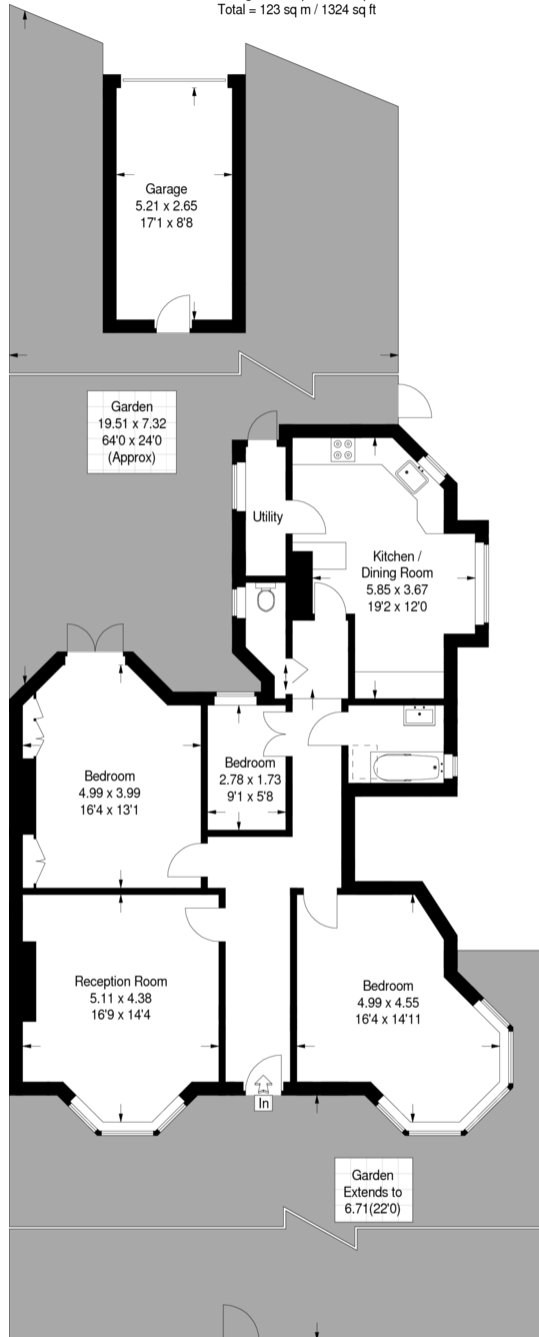 Total = 123 sq m / 1324 sq ft
Garage
5.21 x 2.65
17'1 x 8'8
Garden
19.51 x 7.32
64'0 x 24'0
(Approx)
Utility
Kitchen /
Dining Room
5.85 x 3.67
19'2 x 12'0
Bedroom
4.99 x 3.99
16'4 x 13'1
Bedroom
2.78 x 1.73
9'1 x 5'8
Reception Room
5.11 x 4.38
16'9 x 14'4
Bedroom
4.99 x 4.55
16'4 x 14'11
In
Garden
Extends to
6.71(22'0)